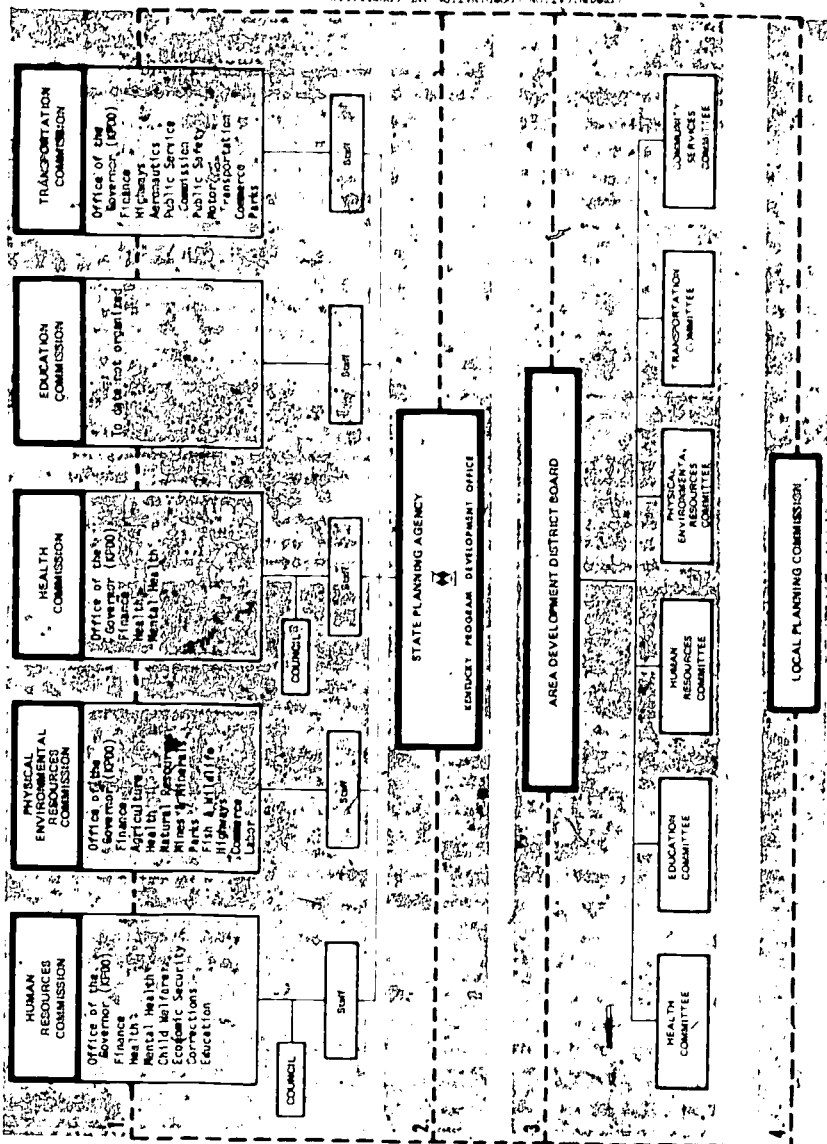 1.
HUMAN
RESOURCES
COMMISSION
Office of the
Governor (KPDO)
Finance
Health
Mental Health
Child Welfare
Economic Security
Corrections
Education
COUNCIL
Staff
PHYSICAL
ENVIRONMENTAL
RESOURCES
COMMISSION
Office of the
Governor (KPDO)
Finance
Agriculture
Health
Natural Resources
Mines & Minerals
Parks
Fish & Wildlife
Highways
Commerce
Labor
Staff
HEALTH
COMMISSION
Office of the
Governor (KPDO)
Finance
Health
Mental Health
COUNCILS
Staff
EDUCATION
COMMISSION
To date not organized
Staff
TRANSPORTATION
COMMISSION
Office of the
Governor (KPDO)
Finance
Highways
Aeronautics
Public Service
Commission
Public Safety
Motor
Transportation
Commerce
Parks
Staff
2.
STATE PLANNING AGENCY
KENTUCKY PROGRAM DEVELOPMENT OFFICE
3.
AREA DEVELOPMENT DISTRICT BOARD
HEALTH
COMMITTEE
EDUCATION
COMMITTEE
HUMAN
RESOURCES
COMMITTEE
PHYSICAL
ENVIRONMENTAL
RESOURCES
COMMITTEE
TRANSPORTATION
COMMITTEE
COMMUNITY
SERVICES
COMMITTEE
4.
LOCAL PLANNING COMMISSION